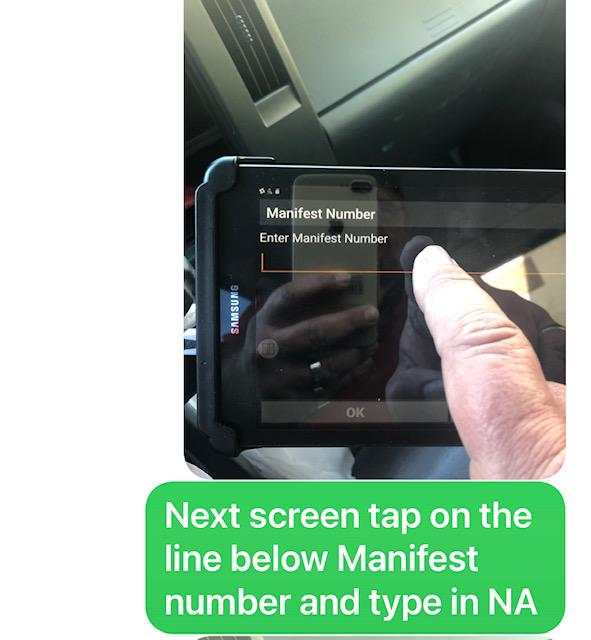 Manifest Number
Enter Manifest Number
SAMSUNG
OK
Next screen tap on the
line below Manifest
number and type in NA